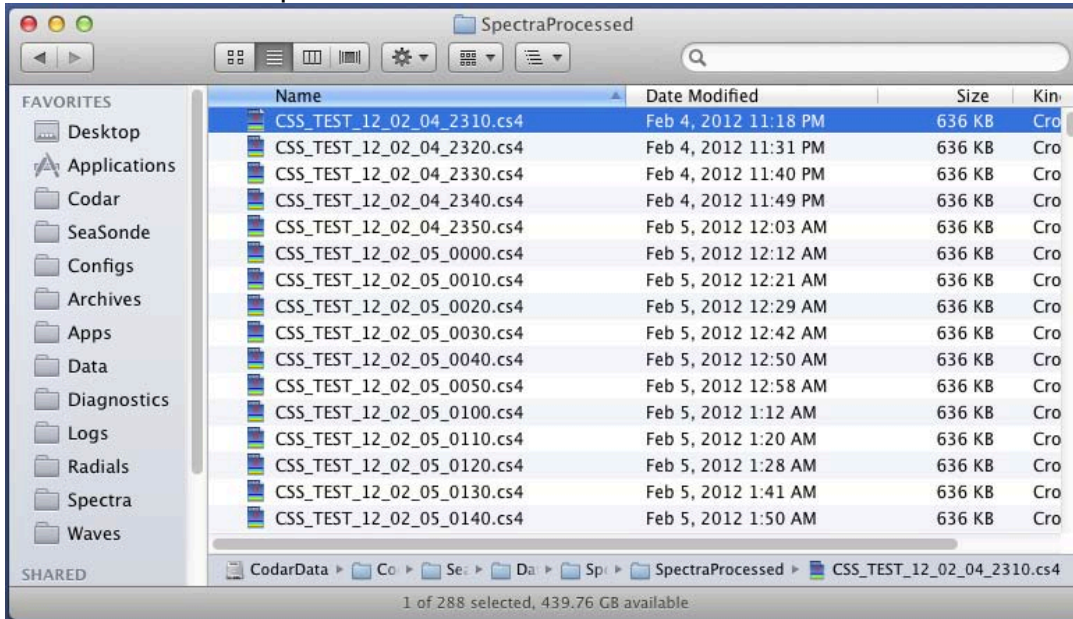 SpectraProcessed
FAVORITES
Desktop
Applications
Codar
SeaSonde
Configs
Archives
Apps
Data
Diagnostics
Logs
Radials
Spectra
Waves
SHARED
Name Date Modified Size Kin
CSS_TEST_12_02_04_2310.cs4 Feb 4, 2012 11:18 PM 636 KB Cro
CSS_TEST_12_02_04_2320.cs4 Feb 4, 2012 11:31 PM 636 KB Cro
CSS_TEST_12_02_04_2330.cs4 Feb 4, 2012 11:40 PM 636 KB Cro
CSS_TEST_12_02_04_2340.cs4 Feb 4, 2012 11:49 PM 636 KB Cro
CSS_TEST_12_02_04_2350.cs4 Feb 5, 2012 12:03 AM 636 KB Cro
CSS_TEST_12_02_05_0000.cs4 Feb 5, 2012 12:12 AM 636 KB Cro
CSS_TEST_12_02_05_0010.cs4 Feb 5, 2012 12:21 AM 636 KB Cro
CSS_TEST_12_02_05_0020.cs4 Feb 5, 2012 12:29 AM 636 KB Cro
CSS_TEST_12_02_05_0030.cs4 Feb 5, 2012 12:42 AM 636 KB Cro
CSS_TEST_12_02_05_0040.cs4 Feb 5, 2012 12:50 AM 636 KB Cro
CSS_TEST_12_02_05_0050.cs4 Feb 5, 2012 12:58 AM 636 KB Cro
CSS_TEST_12_02_05_0100.cs4 Feb 5, 2012 1:12 AM 636 KB Cro
CSS_TEST_12_02_05_0110.cs4 Feb 5, 2012 1:20 AM 636 KB Cro
CSS_TEST_12_02_05_0120.cs4 Feb 5, 2012 1:28 AM 636 KB Cro
CSS_TEST_12_02_05_0130.cs4 Feb 5, 2012 1:41 AM 636 KB Cro
CSS_TEST_12_02_05_0140.cs4 Feb 5, 2012 1:50 AM 636 KB Cro
CodarData ▸ Co ▸ Sea ▸ Da ▸ Spe ▸ SpectraProcessed ▸ CSS_TEST_12_02_04_2310.cs4
1 of 288 selected, 439.76 GB available